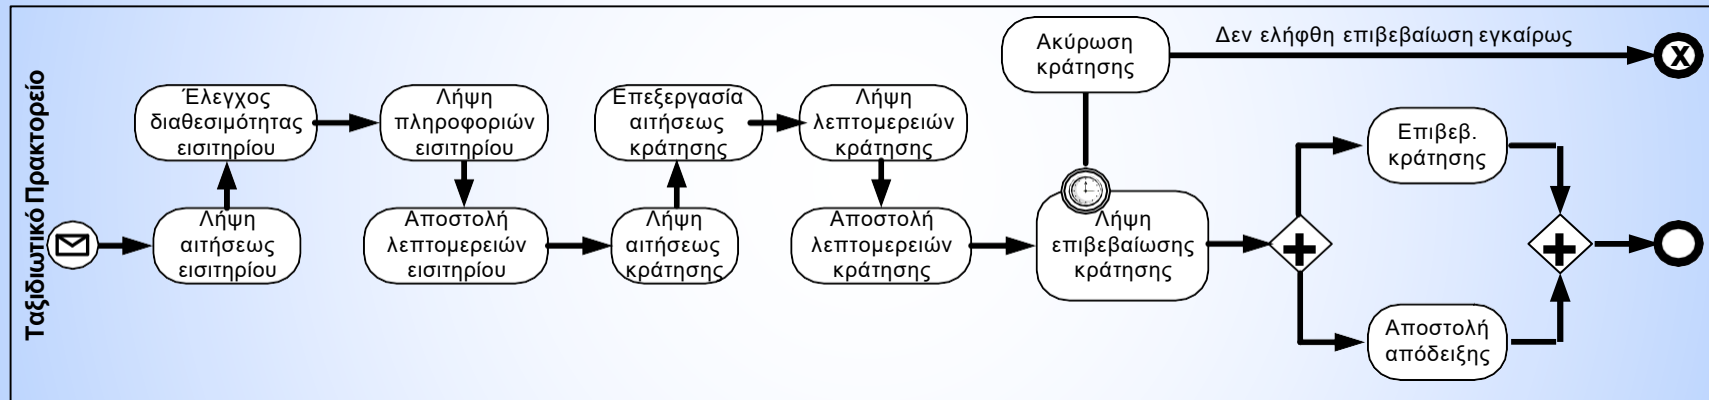 Ταξιδιωτικό Πρακτορείο
Λήψη
αιτήσεως
εισιτηρίου
Έλεγχος
διαθεσιμότητας
εισιτηρίου
Λήψη
πληροφοριών
εισιτηρίου
Αποστολή
λεπτομερειών
εισιτηρίου
Λήψη
αιτήσεως
κράτησης
Επεξεργασία
αιτήσεως
κράτησης
Λήψη
λεπτομερειών
κράτησης
Αποστολή
λεπτομερειών
κράτησης
Λήψη
επιβεβαίωσης
κράτησης
Ακύρωση
κράτησης
Δεν ελήφθη επιβεβαίωση εγκαίρως
X
Επιβεβ.
κράτησης
Αποστολή
απόδειξης